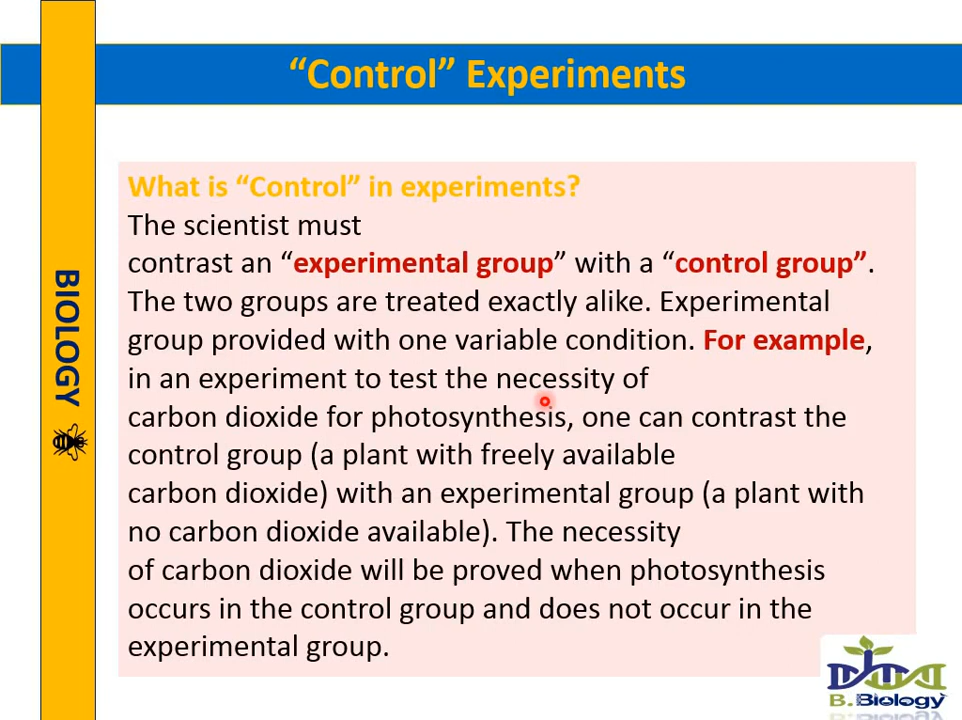 “Control” Experiments
BIOLOGY
What is “Control” in experiments?
The scientist must
contrast an “experimental group” with a “control group”.
The two groups are treated exactly alike. Experimental
group provided with one variable condition. For example,
in an experiment to test the necessity of
carbon dioxide for photosynthesis, one can contrast the
control group (a plant with freely available
carbon dioxide) with an experimental group (a plant with
no carbon dioxide available). The necessity
of carbon dioxide will be proved when photosynthesis
occurs in the control group and does not occur in the
experimental group.
B. Biology